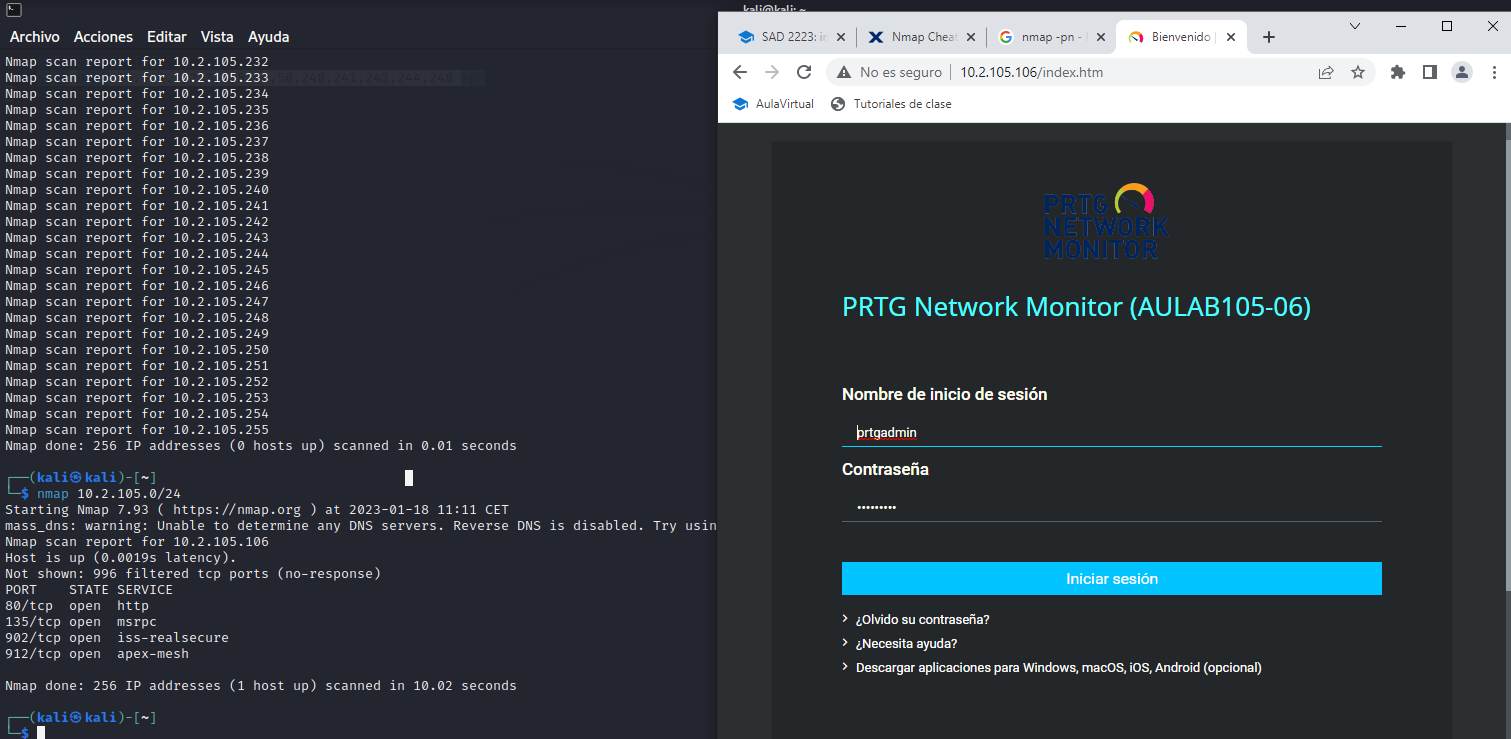 kali@kali: ~
Archivo Acciones Editar Vista Ayuda
Nmap scan report for 10.2.105.232
Nmap scan report for 10.2.105.233
Nmap scan report for 10.2.105.234
Nmap scan report for 10.2.105.235
Nmap scan report for 10.2.105.236
Nmap scan report for 10.2.105.237
Nmap scan report for 10.2.105.238
Nmap scan report for 10.2.105.239
Nmap scan report for 10.2.105.240
Nmap scan report for 10.2.105.241
Nmap scan report for 10.2.105.242
Nmap scan report for 10.2.105.243
Nmap scan report for 10.2.105.244
Nmap scan report for 10.2.105.245
Nmap scan report for 10.2.105.246
Nmap scan report for 10.2.105.247
Nmap scan report for 10.2.105.248
Nmap scan report for 10.2.105.249
Nmap scan report for 10.2.105.250
Nmap scan report for 10.2.105.251
Nmap scan report for 10.2.105.252
Nmap scan report for 10.2.105.253
Nmap scan report for 10.2.105.254
Nmap scan report for 10.2.105.255
Nmap done: 256 IP addresses (0 hosts up) scanned in 0.01 seconds
┌──(kali㉿kali)-[~]
└─$ nmap 10.2.105.0/24
Starting Nmap 7.93 ( https://nmap.org ) at 2023-01-18 11:11 CET
mass_dns: warning: Unable to determine any DNS servers. Reverse DNS is disabled. Try usin
Nmap scan report for 10.2.105.106
Host is up (0.0019s latency).
Not shown: 996 filtered tcp ports (no-response)
PORT STATE SERVICE
80/tcp open http
135/tcp open msrpc
902/tcp open iss-realsecure
912/tcp open apex-mesh
Nmap done: 256 IP addresses (1 host up) scanned in 10.02 seconds
┌──(kali㉿kali)-[~]
└─$
SAD 2223: in
Nmap Cheat
nmap -pn -
Bienvenido |
No es seguro | 10.2.105.106/index.htm
AulaVirtual Tutoriales de clase
PRTG
NETWORK
MONITOR
PRTG Network Monitor (AULAB105-06)
Nombre de inicio de sesión
prtgadmin
Contraseña
•••••••••
Iniciar sesión
¿Olvido su contraseña?
¿Necesita ayuda?
Descargar aplicaciones para Windows, macOS, iOS, Android (opcional)